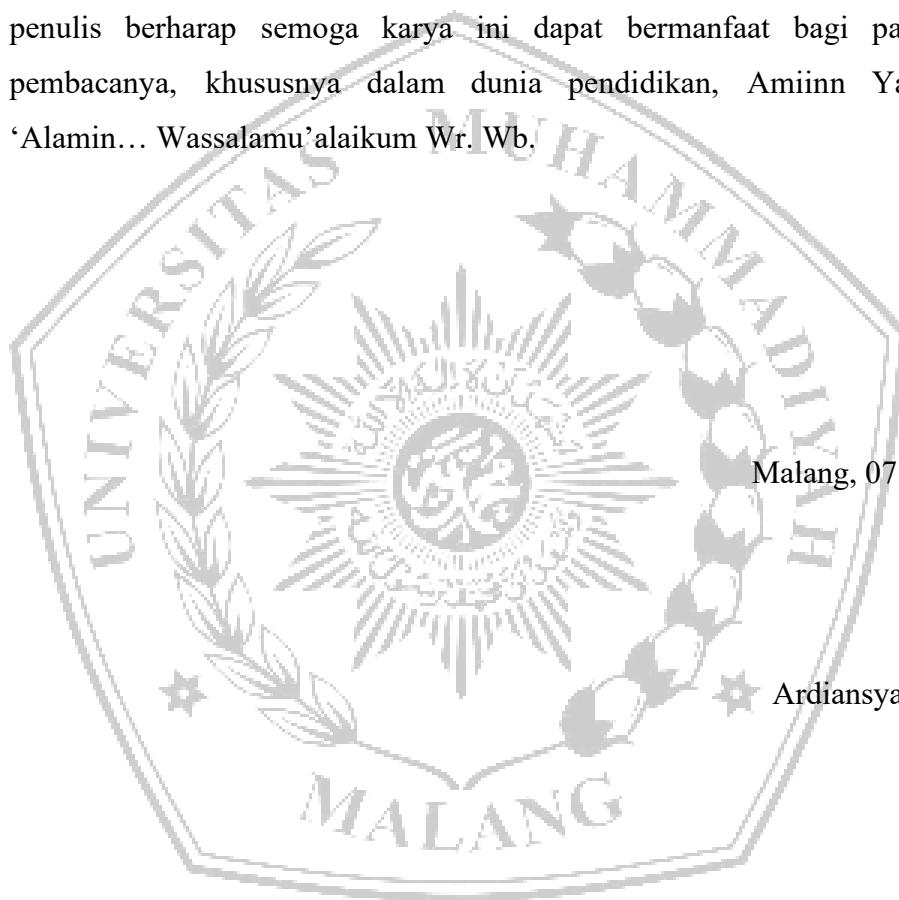 penulis berharap semoga karya ini dapat bermanfaat bagi pa
pembacanya, khususnya dalam dunia pendidikan, Amiinn Ya
‘Alamin… Wassalamu’alaikum Wr. Wb.
UNIVERSITAS MUHAMMADIYAH
Malang, 07
Ardiansya
MALANG